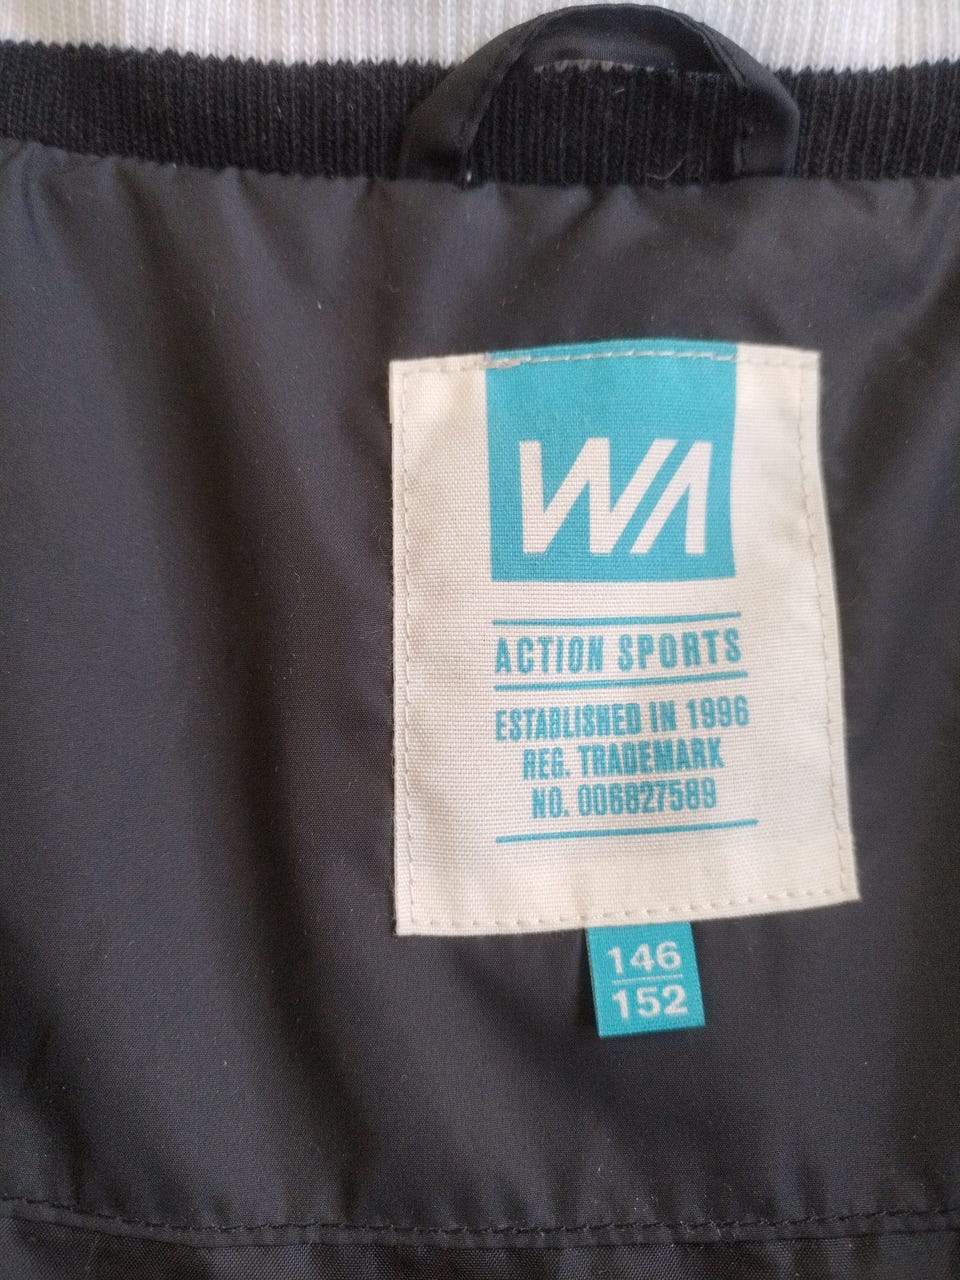 WA
ACTION SPORTS
ESTABLISHED IN 1996
REG. TRADEMARK
NO. 006827589
146
152